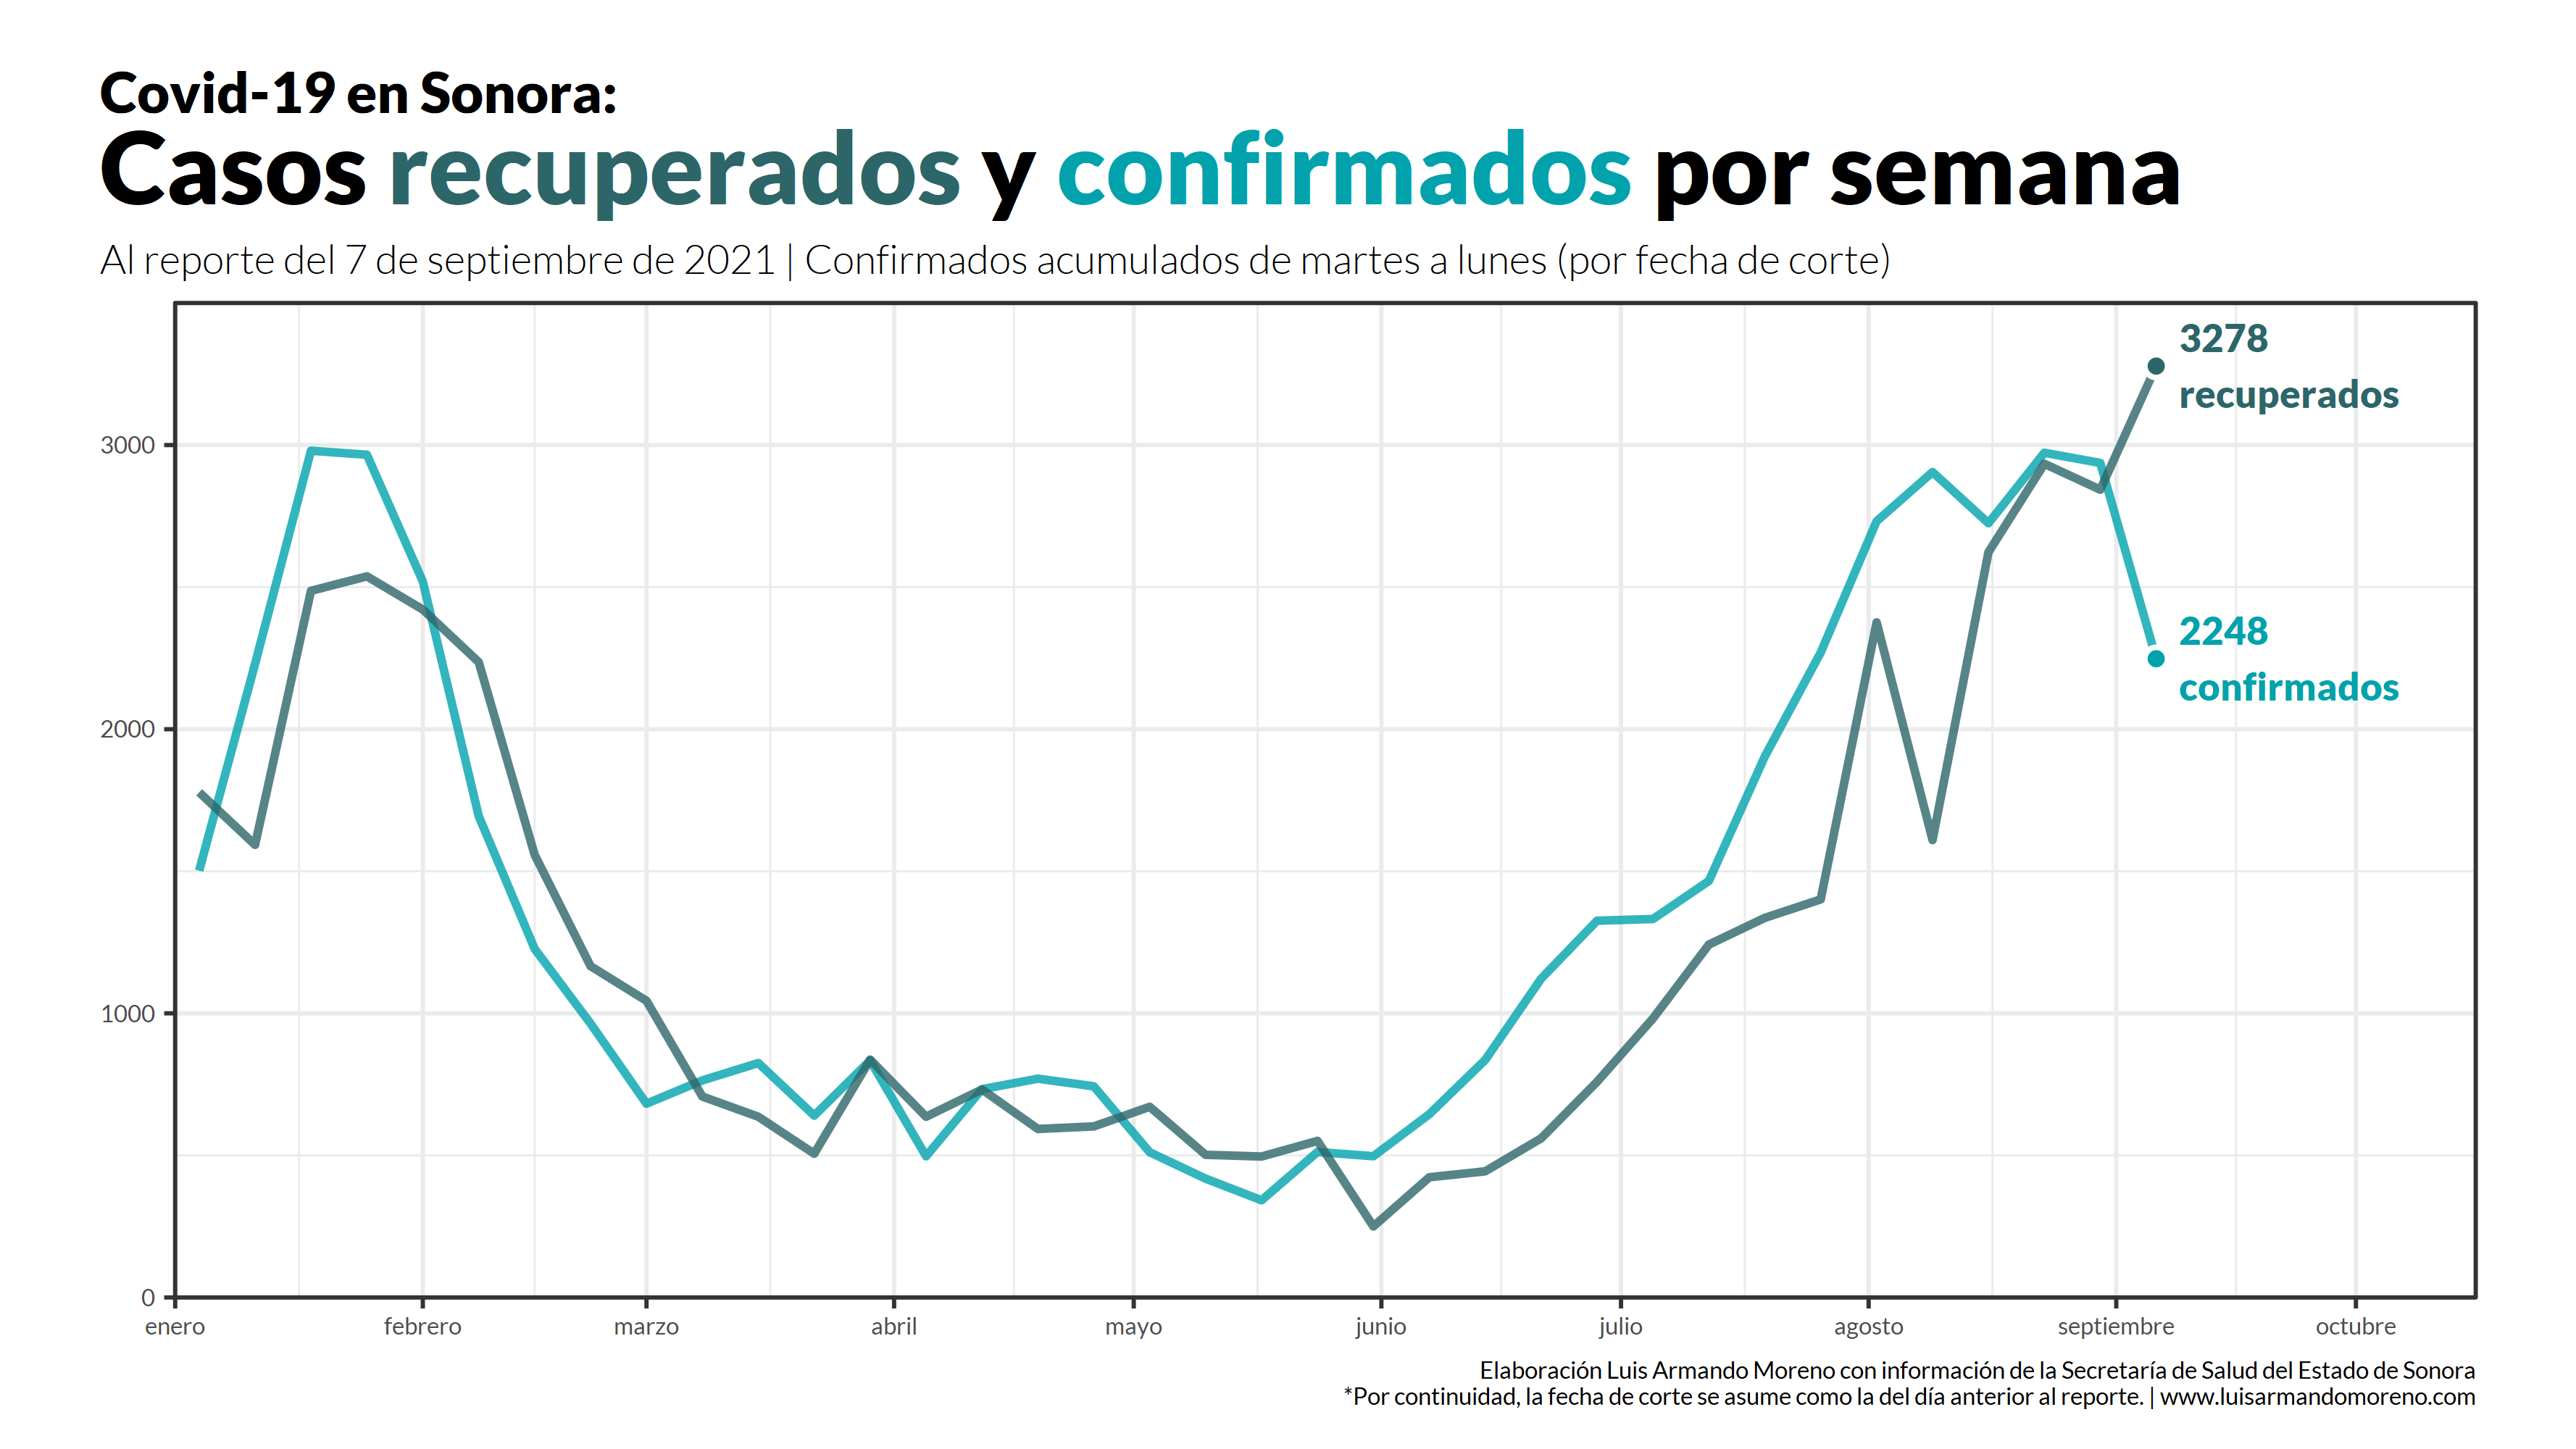 Covid-19 en Sonora:
Casos recuperados y confirmados por semana
Al reporte del 7 de septiembre de 2021 | Confirmados acumulados de martes a lunes (por fecha de corte)
3278
recuperados
3000
2248
confirmados
2000
1000
0
enero febrero marzo abril mayo junio julio agosto septiembre octubre
Elaboración Luis Armando Moreno con información de la Secretaría de Salud del Estado de Sonora
*Por continuidad, la fecha de corte se asume como la del día anterior al reporte. | www.luisarmandomoreno.com